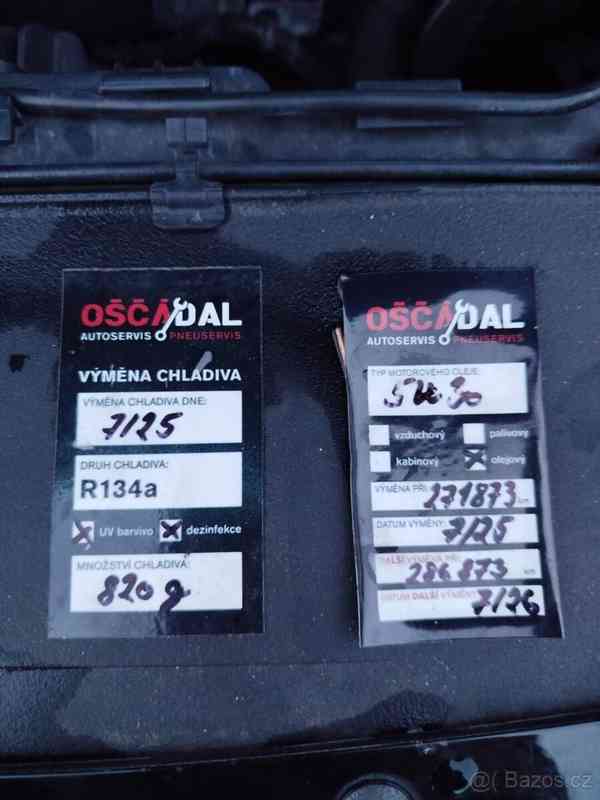 OŠČÁDAL
AUTOSERVIS PNEUSERVIS
VÝMĚNA CHLADIVA
VÝMĚNA CHLADIVA DNE:
7/25
DRUH CHLADIVA:
R134a
UV barvivo dezinfekce
MNOŽSTVÍ CHLADIVA:
820 g
OŠČÁDAL
AUTOSERVIS PNEUSERVIS
TYP MOTOROVÉHO OLEJE:
5W30
vzduchový palivový
kabinový olejový
VÝMĚNA PŘI: 271873 km
DATUM VÝMĚNY: 7/25
DALŠÍ VÝMĚNA PŘI:
286873 km
DATUM DALŠÍ VÝMĚNY: 7/26
@( Bazos.cz